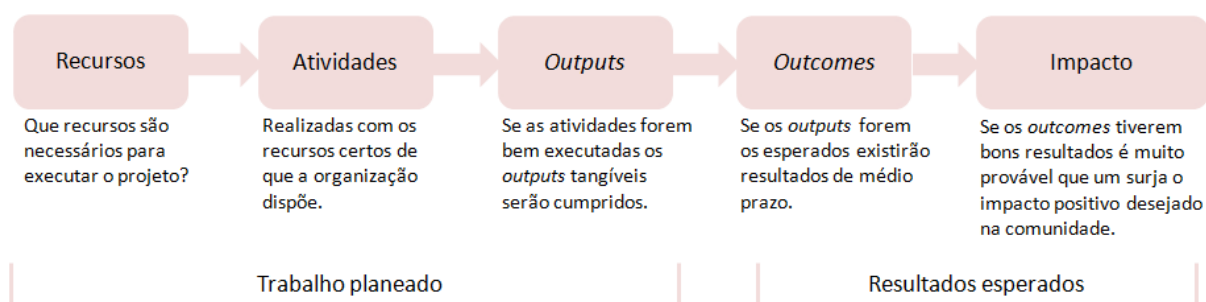 Recursos
Atividades
Outputs
Outcomes
Impacto
Que recursos são
necessários para
executar o projeto?
Realizadas com os
recursos certos de
que a organização
dispõe.
Se as atividades forem
bem executadas os
outputs tangíveis
serão cumpridos.
Se os outputs forem
os esperados existirão
resultados de médio
prazo.
Se os outcomes tiverem
bons resultados é muito
provável que um surja o
impacto positivo desejado
na comunidade.
Trabalho planeado
Resultados esperados